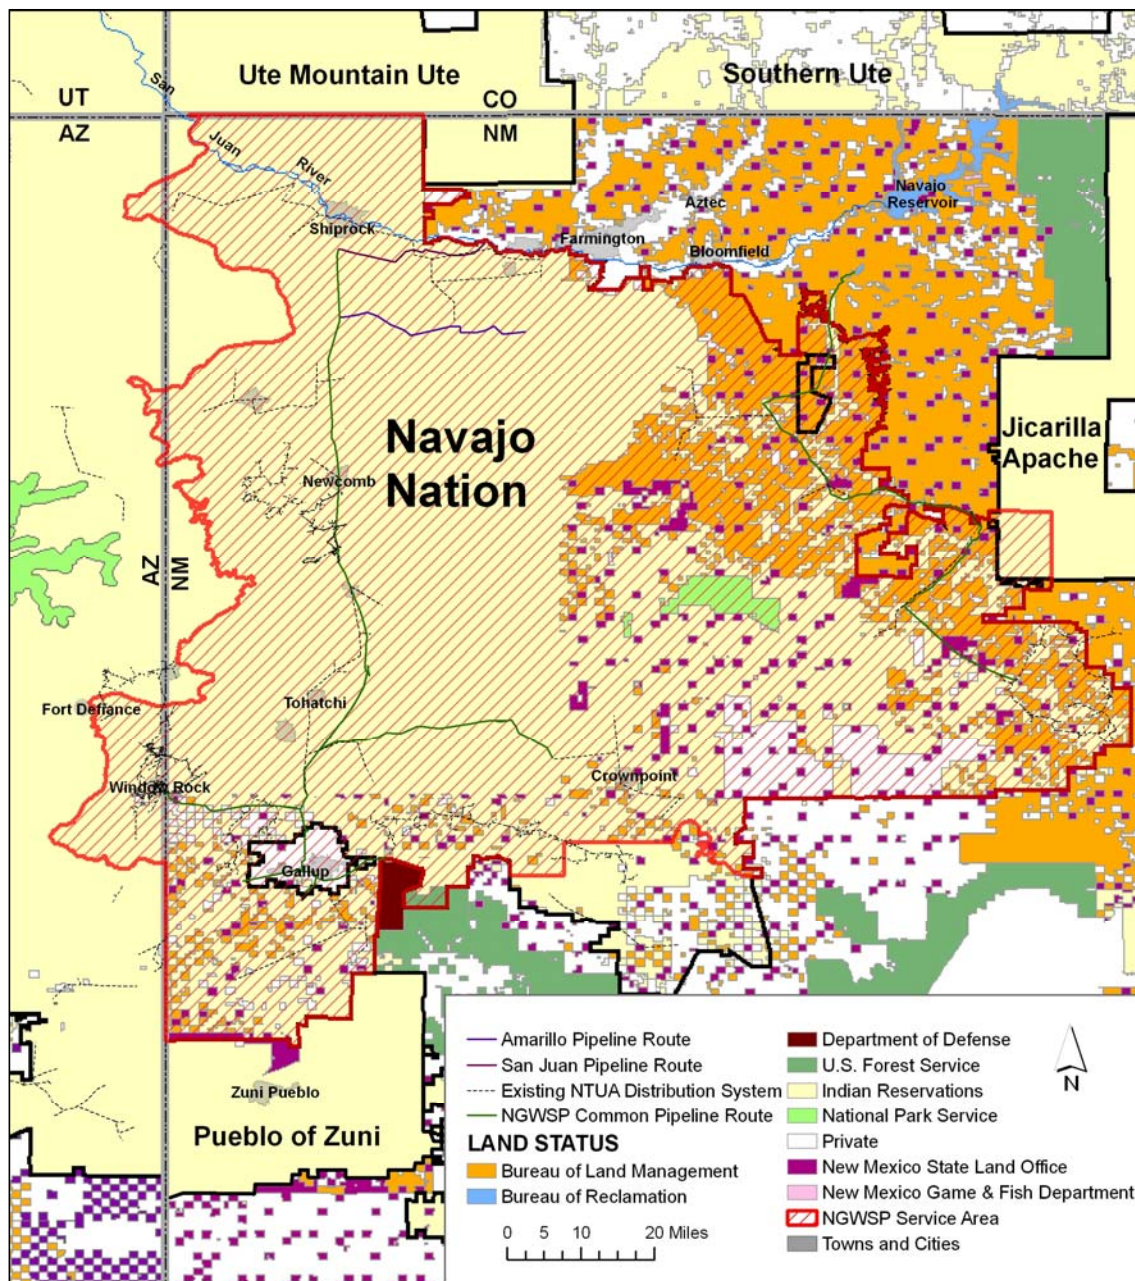 Ute Mountain Ute
Southern Ute
San
UT
CO
AZ
NM
Juan
River
Navajo
Reservoir
Aztec
Shiprock
Farmington
Bloomfield
Jicarilla
Apache
Navajo
Nation
Newcomb
AZ
NM
Tohatchi
Fort Defiance
Crownpoint
Window Rock
Gallup
Zuni Pueblo
Pueblo of Zuni
Amarillo Pipeline Route
San Juan Pipeline Route
Existing NTUA Distribution System
NGWSP Common Pipeline Route
LAND STATUS
Bureau of Land Management
Bureau of Reclamation
0 10 20 Miles
Department of Defense
U.S. Forest Service
Indian Reservations
National Park Service
Private
New Mexico State Land Office
New Mexico Game & Fish Department
NGWSP Service Area
Towns and Cities
N